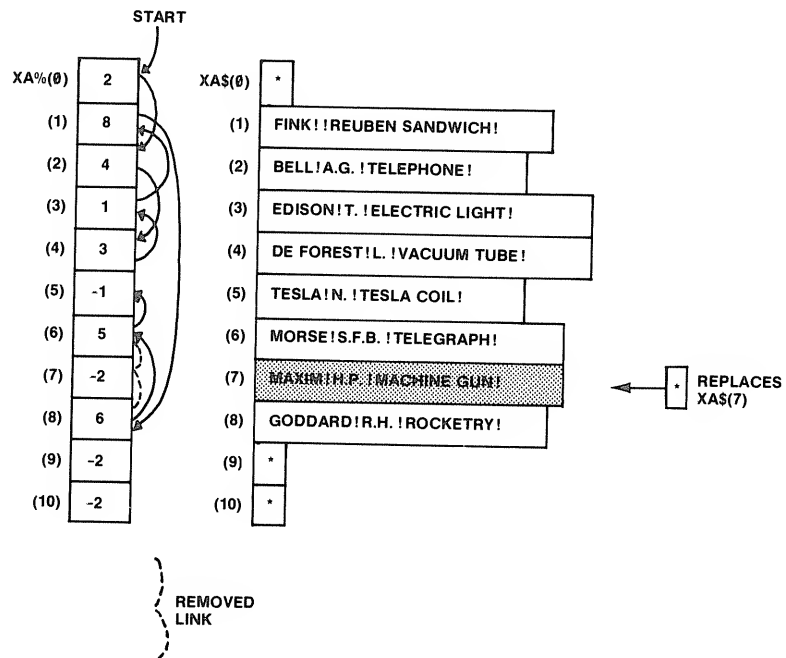 START
XA%(0) 2 XA$(0) *
(1) 8 (1) FINK!!REUBEN SANDWICH!
(2) 4 (2) BELL!A.G.!TELEPHONE!
(3) 1 (3) EDISON!T.!ELECTRIC LIGHT!
(4) 3 (4) DE FOREST!L.!VACUUM TUBE!
(5) -1 (5) TESLA!N.!TESLA COIL!
(6) 5 (6) MORSE!S.F.B.!TELEGRAPH!
(7) -2 (7) MAXIM!H.P.!MACHINE GUN! * REPLACES
XA$(7)
(8) 6 (8) GODDARD!R.H.!ROCKETRY!
(9) -2 (9) *
(10) -2 (10) *
REMOVED
LINK